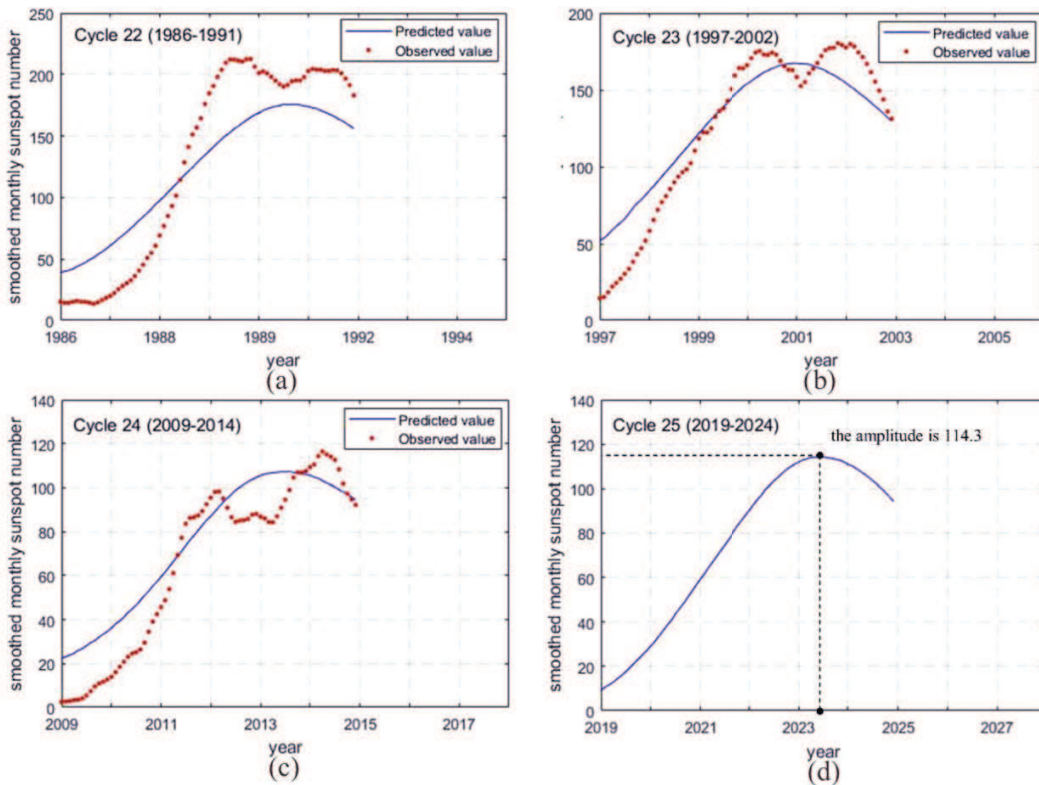 Cycle 22 (1986-1991)
Predicted value
Observed value
smoothed monthly sunspot number
250
200
150
100
50
0
1986
1988
1989
1992
1994
year
(a)
Cycle 23 (1997-2002)
Predicted value
Observed value
smoothed monthly sunspot number
200
150
100
50
0
1997
1999
2001
2003
2005
year
(b)
Cycle 24 (2009-2014)
Predicted value
Observed value
smoothed monthly sunspot number
140
120
100
80
60
40
20
0
2009
2011
2013
2015
2017
year
(c)
Cycle 25 (2019-2024)
the amplitude is 114.3
smoothed monthly sunspot number
140
120
100
80
60
40
20
0
2019
2021
2023
2025
2027
year
(d)